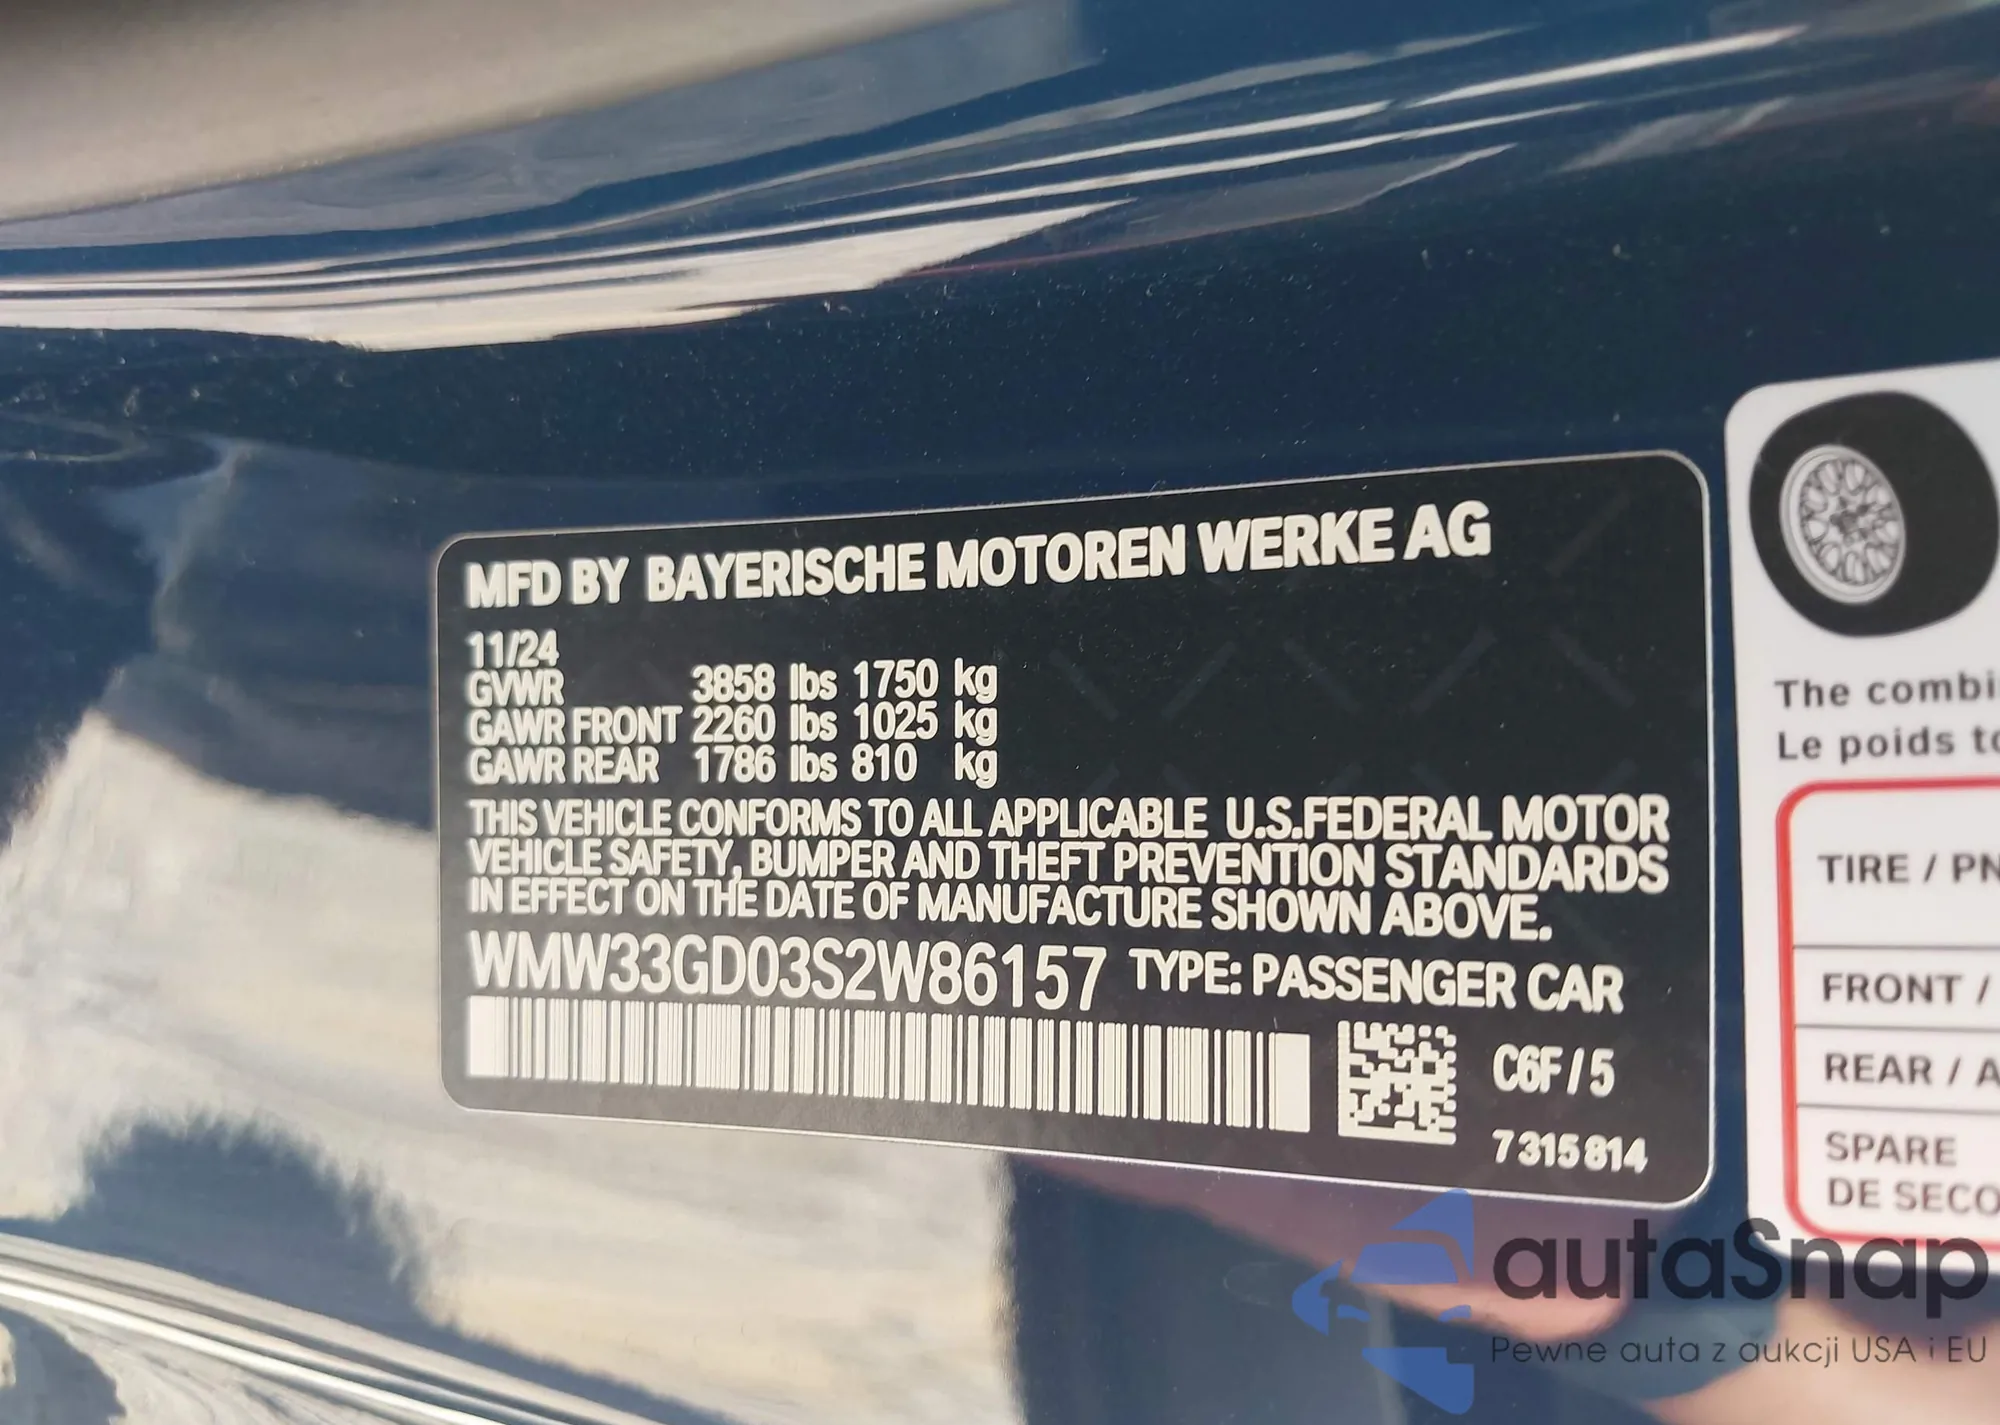 MFD BY BAYERISCHE MOTOREN WERKE AG
11/24
GVWR 3858 lbs 1750 kg
GAWR FRONT 2260 lbs 1025 kg
GAWR REAR 1786 lbs 810 kg
THIS VEHICLE CONFORMS TO ALL APPLICABLE U.S.FEDERAL MOTOR
VEHICLE SAFETY, BUMPER AND THEFT PREVENTION STANDARDS
IN EFFECT ON THE DATE OF MANUFACTURE SHOWN ABOVE.
WMW33GD03S2W86157 TYPE: PASSENGER CAR
C6F / 5
7 315 814
The combi
Le poids to
TIRE / PN
FRONT /
REAR / A
SPARE
DE SECO
autaSnap
Pewne auta z aukcji USA i EU